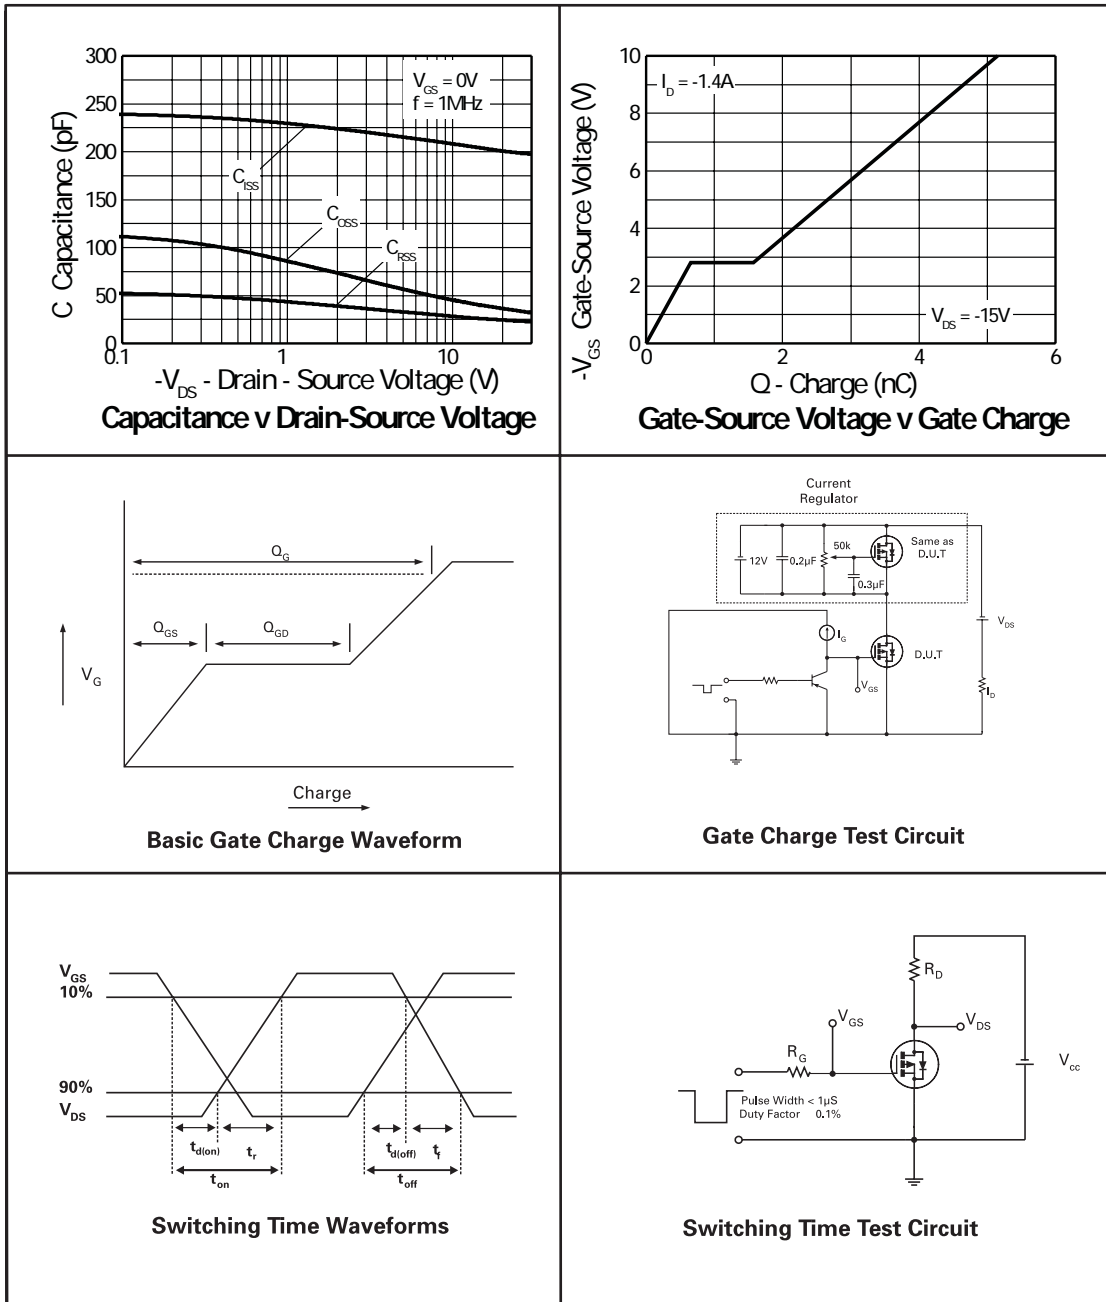 300
250
200
150
100
50
0
0.1
1
10
V_GS = 0V
f = 1MHz
C_ISS
C_OSS
C_RSS
C Capacitance (pF)
-V_DS - Drain - Source Voltage (V)
Capacitance v Drain-Source Voltage
10
8
6
4
2
0
0
2
4
6
I_D = -1.4A
V_DS = -15V
-V_GS Gate-Source Voltage (V)
Q - Charge (nC)
Gate-Source Voltage v Gate Charge
Q_G
Q_GS
Q_GD
V_G
Charge
Basic Gate Charge Waveform
Current
Regulator
12V
0.2µF
50k
0.3µF
Same as
D.U.T
I_G
V_DS
D.U.T
V_GS
I_D
Gate Charge Test Circuit
V_GS
10%
90%
V_DS
t_d(on)
t_r
t_d(off)
t_f
t_on
t_off
Switching Time Waveforms
R_D
V_GS
V_DS
R_G
V_cc
Pulse Width < 1µS
Duty Factor 0.1%
Switching Time Test Circuit